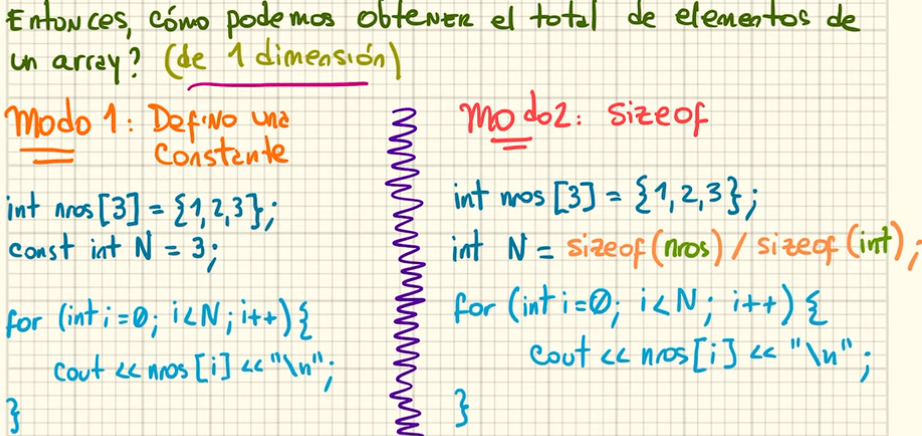 Entonces, cómo podemos obtener el total de elementos de
un array? (de 1 dimensión)
Modo 1: Defino una
constante
int nros[3] = {1,2,3};
const int N = 3;
for (int i=0; i<N; i++){
cout << nros[i] << "\n";
}
Modo2: sizeof
int nros[3] = {1,2,3};
int N = sizeof(nros) / sizeof(int);
for (int i=0; i<N; i++) {
cout << nros[i] << "\n";
}